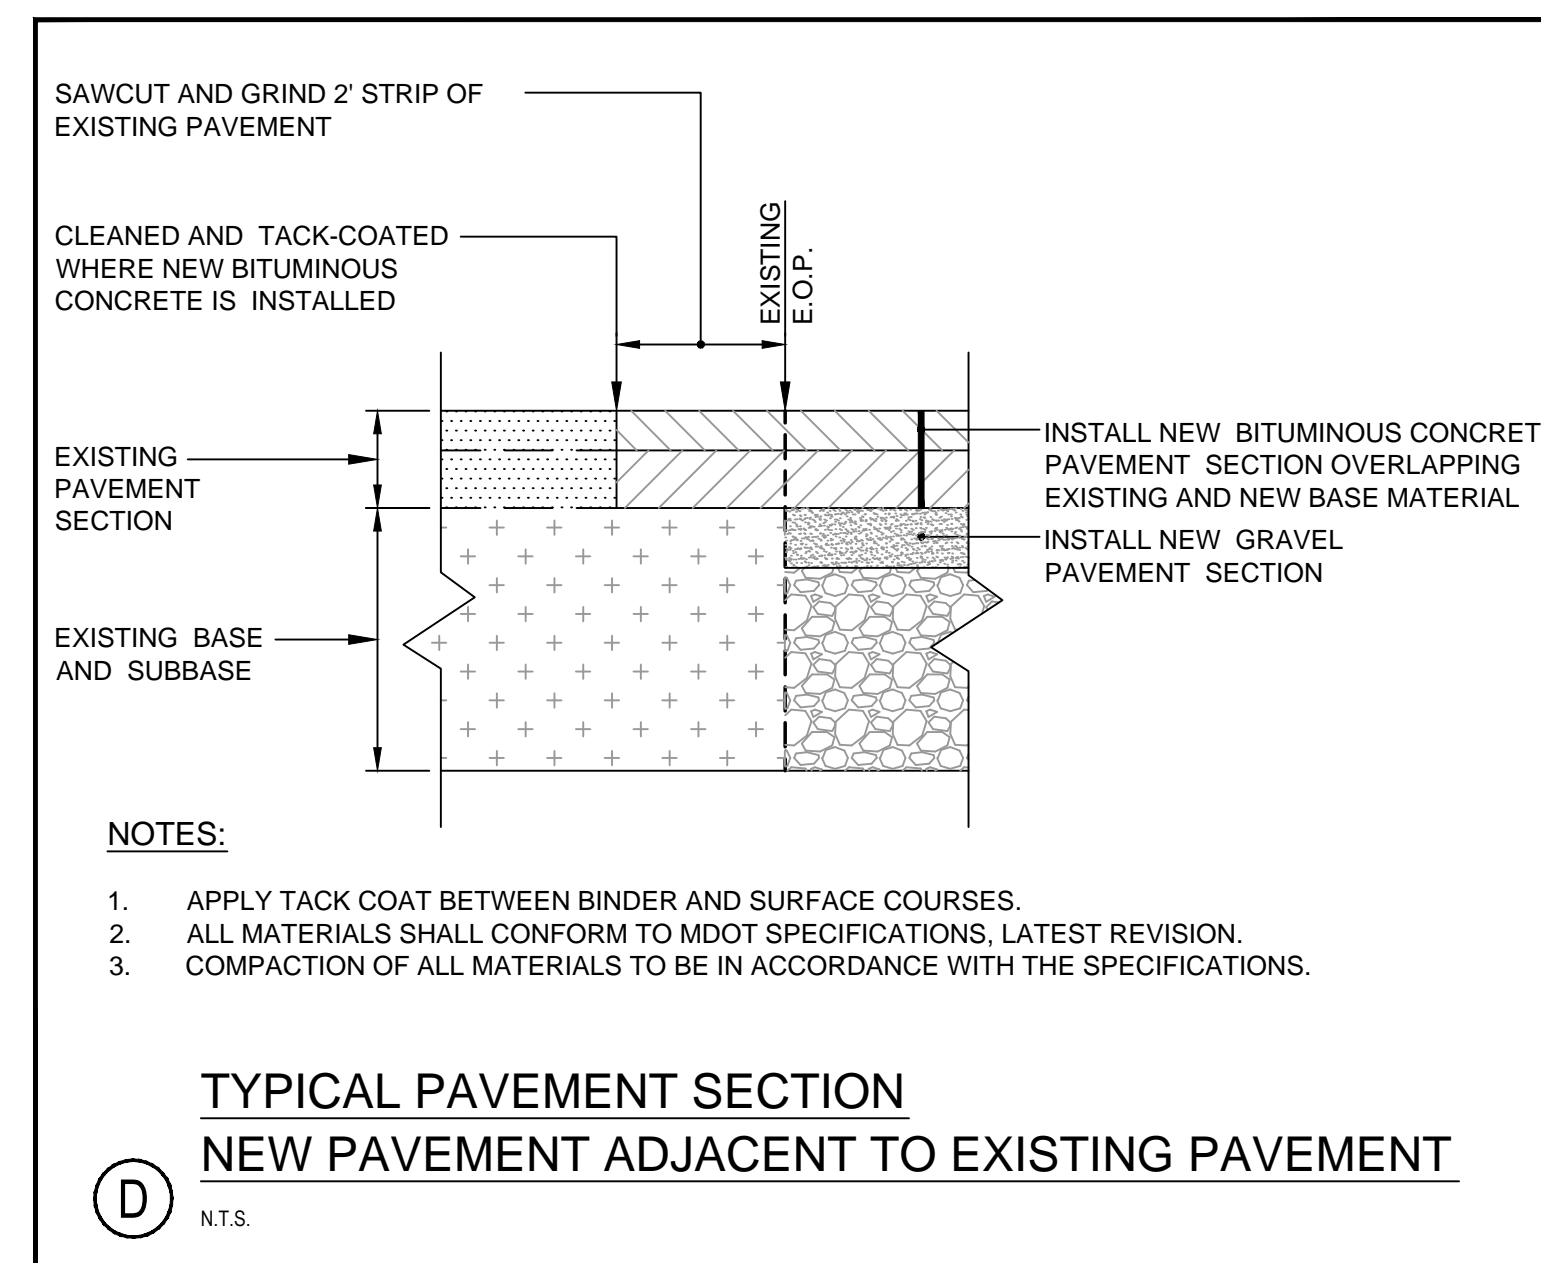 SAWCUT AND GRIND 2' STRIP OF
EXISTING PAVEMENT
CLEANED AND TACK-COATED
WHERE NEW BITUMINOUS
CONCRETE IS INSTALLED
EXISTING
E.O.P.
EXISTING
PAVEMENT
SECTION
INSTALL NEW BITUMINOUS CONCRET
PAVEMENT SECTION OVERLAPPING
EXISTING AND NEW BASE MATERIAL
INSTALL NEW GRAVEL
PAVEMENT SECTION
EXISTING BASE
AND SUBBASE
NOTES:
1. APPLY TACK COAT BETWEEN BINDER AND SURFACE COURSES.
2. ALL MATERIALS SHALL CONFORM TO MDOT SPECIFICATIONS, LATEST REVISION.
3. COMPACTION OF ALL MATERIALS TO BE IN ACCORDANCE WITH THE SPECIFICATIONS.
TYPICAL PAVEMENT SECTION
NEW PAVEMENT ADJACENT TO EXISTING PAVEMENT
D
N.T.S.